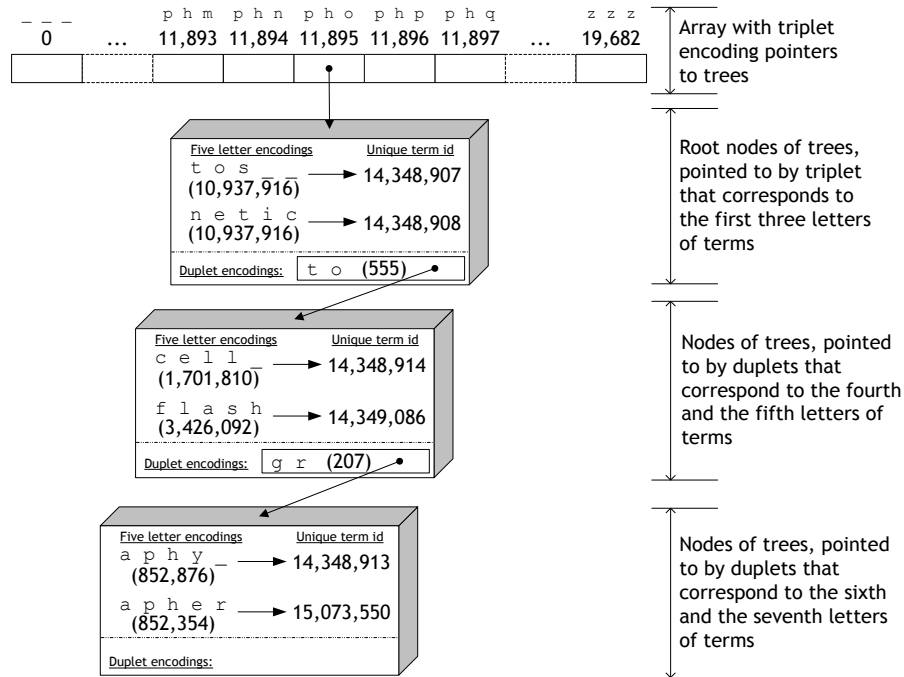 _ _ _ p h m p h n p h o p h p p h q z z z
0 ... 11,893 11,894 11,895 11,896 11,897 ... 19,682
Array with triplet
encoding pointers
to trees
Five letter encodings Unique term id
t o s _ _
(10,937,916) 14,348,907
n e t i c
(10,937,916) 14,348,908
Duplet encodings: t o (555)
Root nodes of trees,
pointed to by triplet
that corresponds to
the first three letters
of terms
Five letter encodings Unique term id
c e l l _
(1,701,810) 14,348,914
f l a s h
(3,426,092) 14,349,086
Duplet encodings: g r (207)
Nodes of trees, pointed
to by duplets that
correspond to the fourth
and the fifth letters of
terms
Five letter encodings Unique term id
a p h y _
(852,876) 14,348,913
a p h e r
(852,354) 15,073,550
Duplet encodings:
Nodes of trees, pointed
to by duplets that
correspond to the sixth
and the seventh letters
of terms